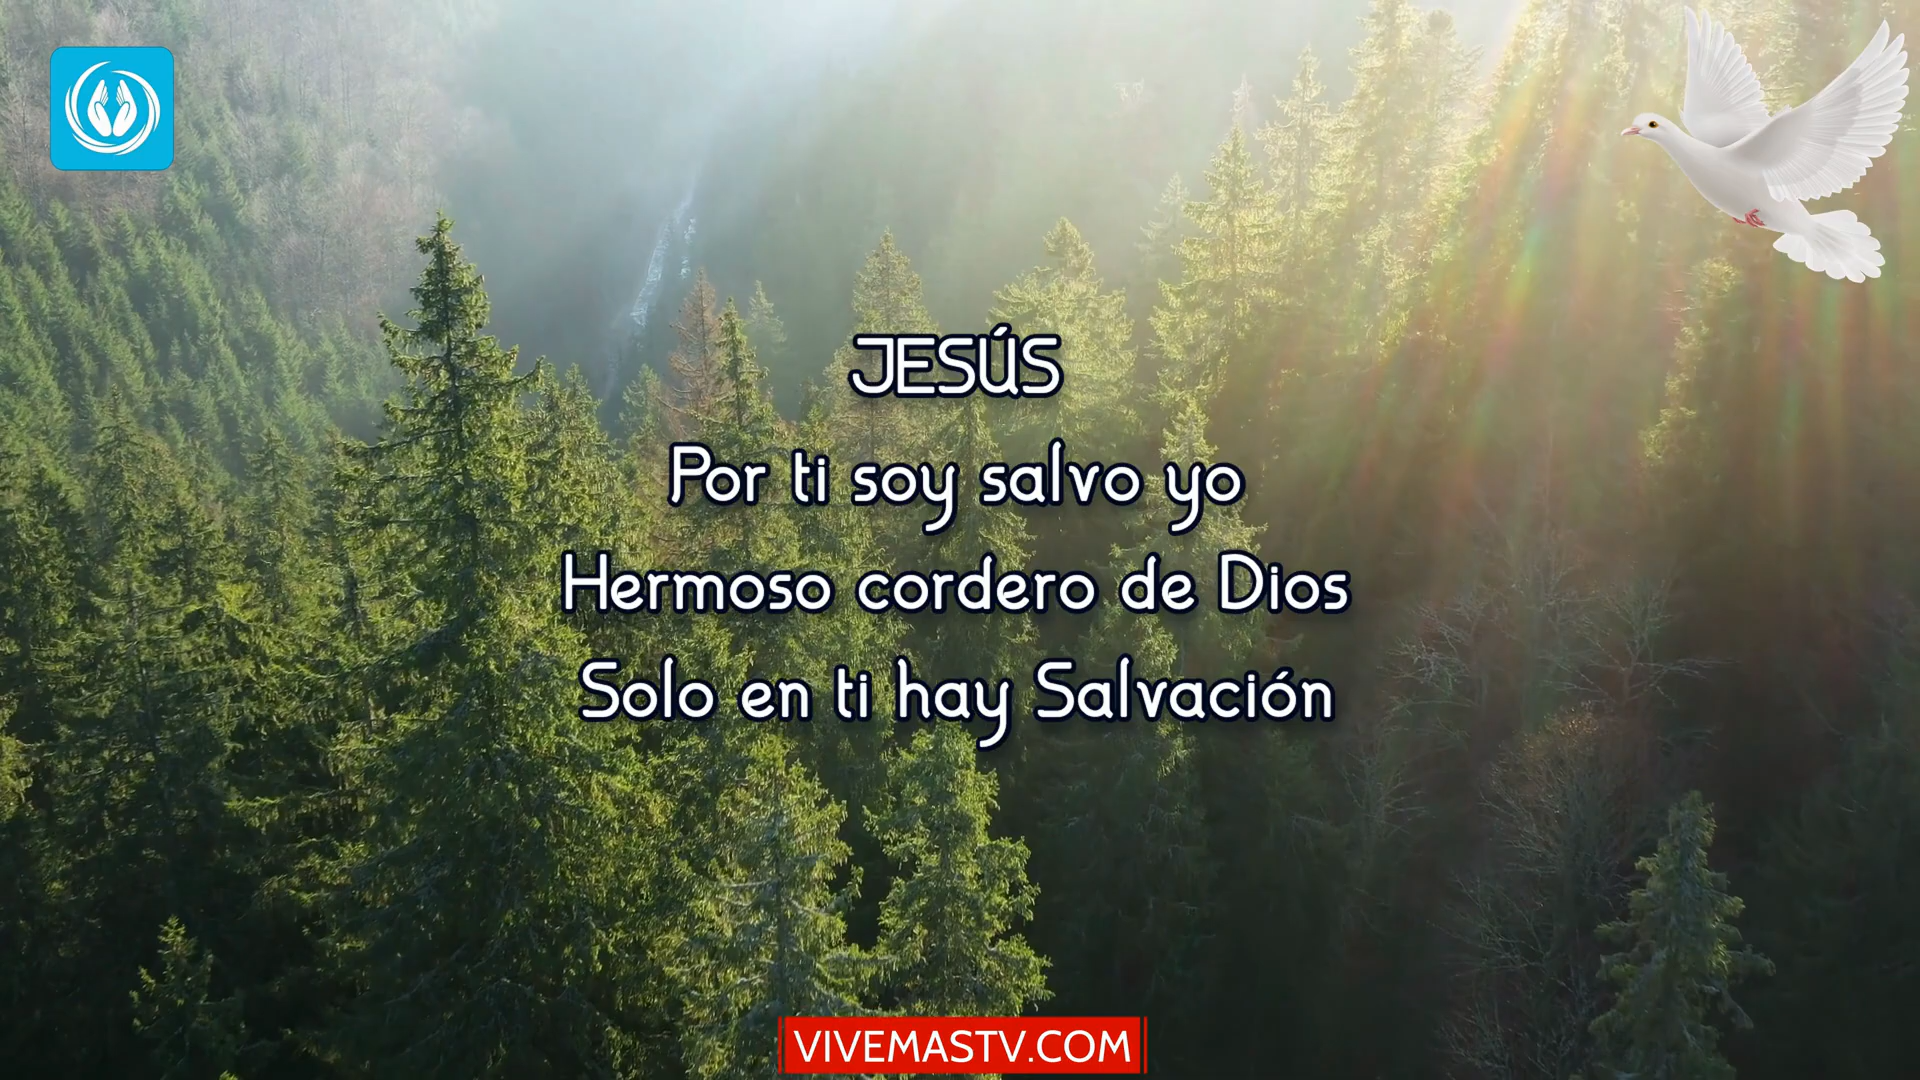 JESÚS
Por ti soy salvo yo
Hermoso cordero de Dios
Solo en ti hay Salvación
VIVEMASTV.COM